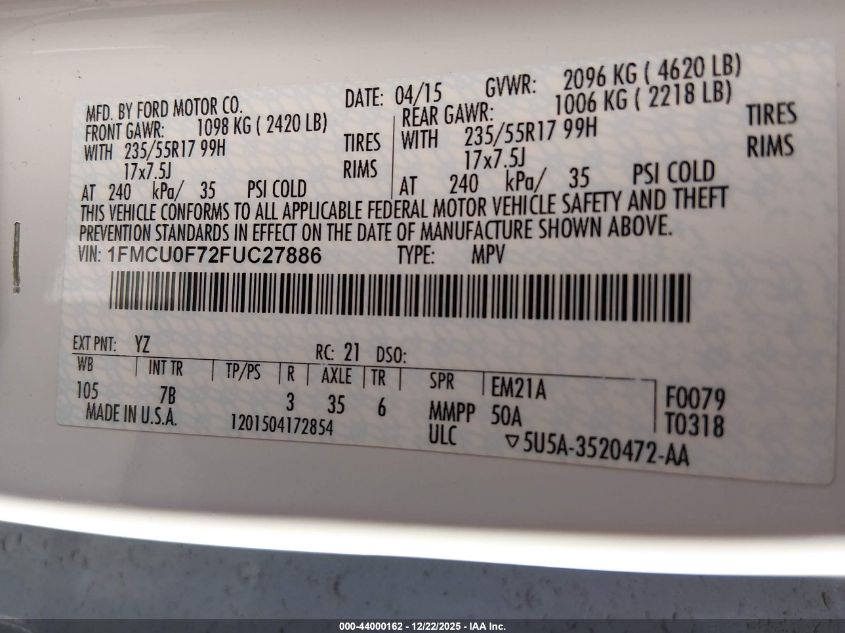 MFD. BY FORD MOTOR CO. DATE: 04/15 GVWR: 2096 KG ( 4620 LB)
FRONT GAWR: 1098 KG ( 2420 LB) REAR GAWR: 1006 KG ( 2218 LB)
WITH 235/55R17 99H TIRES WITH 235/55R17 99H TIRES
17x7.5J RIMS 17x7.5J RIMS
AT 240 kPa/ 35 PSI COLD AT 240 kPa/ 35 PSI COLD
THIS VEHICLE CONFORMS TO ALL APPLICABLE FEDERAL MOTOR VEHICLE SAFETY AND THEFT
PREVENTION STANDARDS IN EFFECT ON THE DATE OF MANUFACTURE SHOWN ABOVE.
VIN: 1FMCU0F72FUC27886 TYPE: MPV
EXT PNT: YZ RC: 21 DSO:
WB INT TR TP/PS R AXLE TR SPR EM21A F0079
105 7B 3 35 6 MMPP 50A T0318
MADE IN U.S.A. 1201504172854 ULC ▽5U5A-3520472-AA
000-44000162 - 12/22/2025 - IAA Inc.